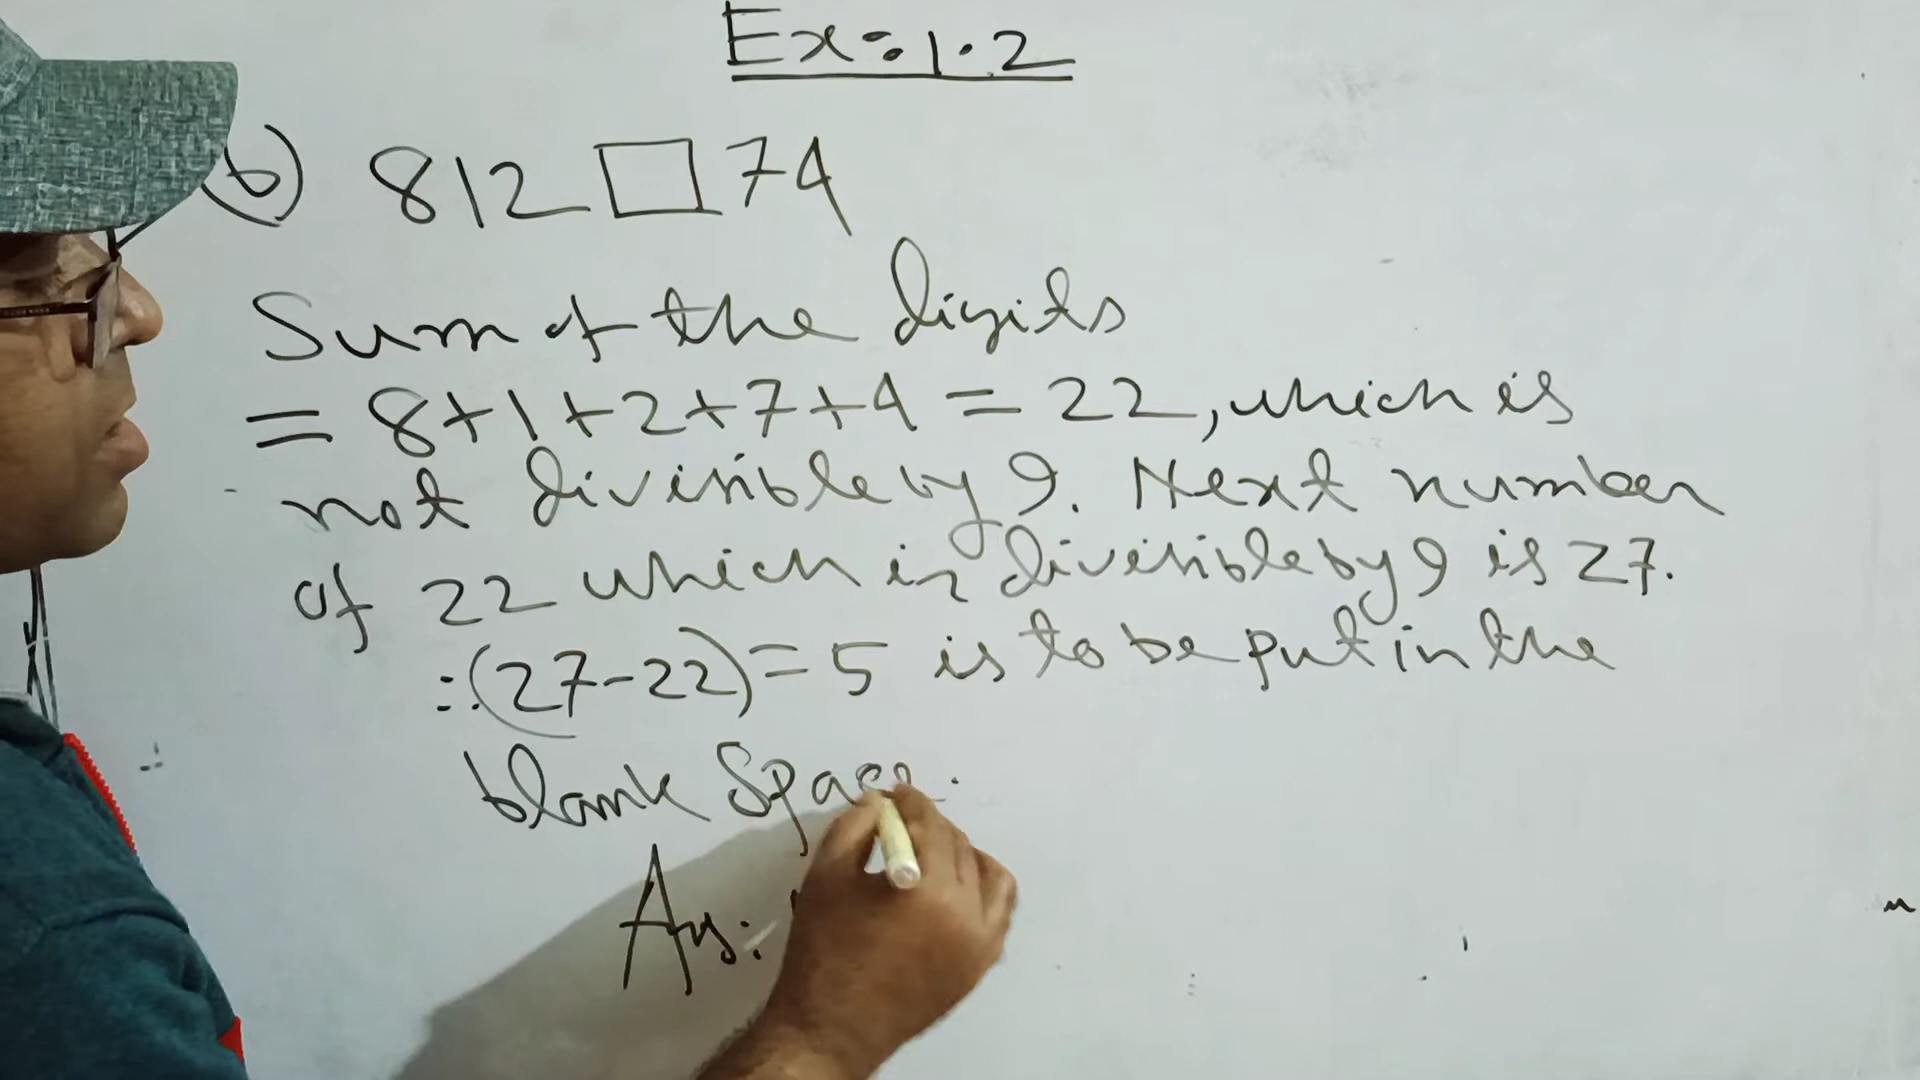 Ex:- 1.2
(b) 812 □ 74
Sum of the digits
= 8+1+2+7+4 = 22, which is
not divisible by 9. Next number
of 22 which is divisible by 9 is 27.
∴ (27-22) = 5 is to be put in the
blank Space.
Ans: